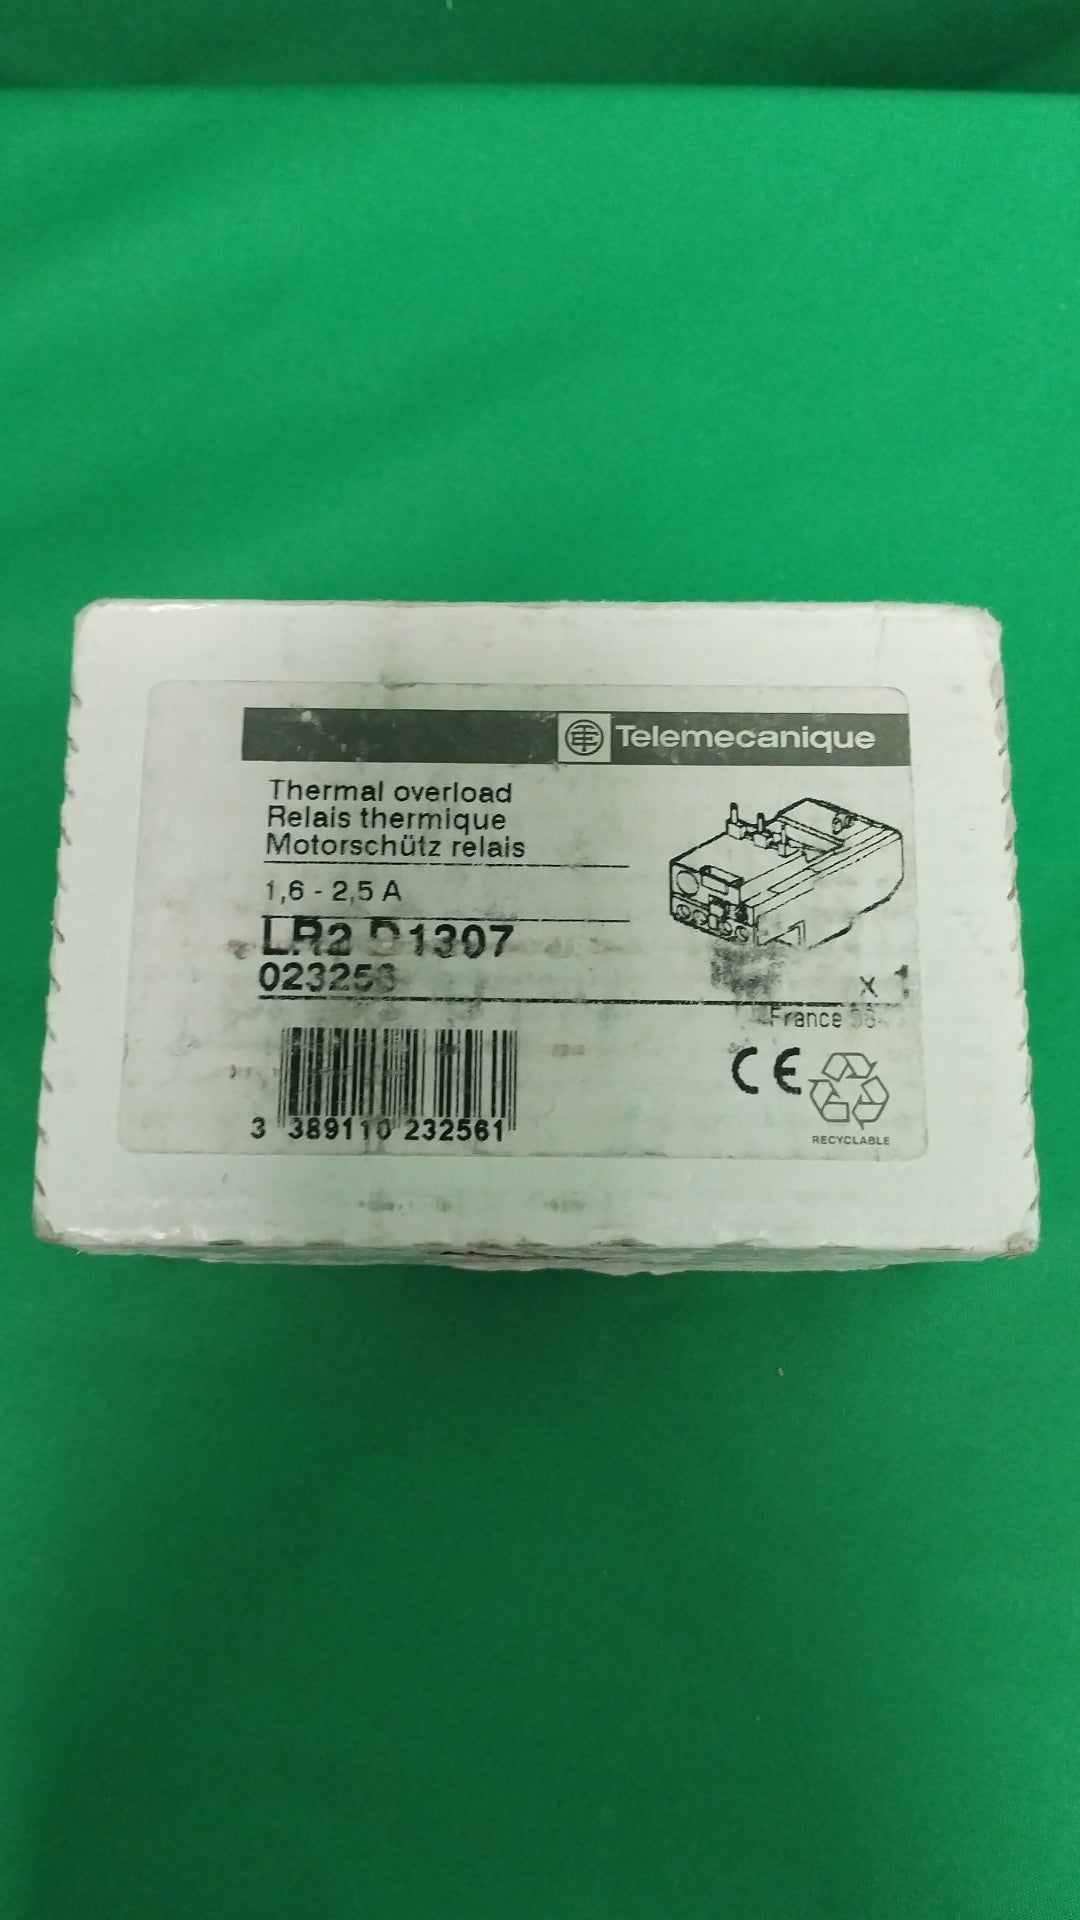 Telemecanique
Thermal overload
Relais thermique
Motorschütz relais
1,6 - 2,5 A
LR2 D1307
x 1
France
3 389110 232561
CE
RECYCLABLE